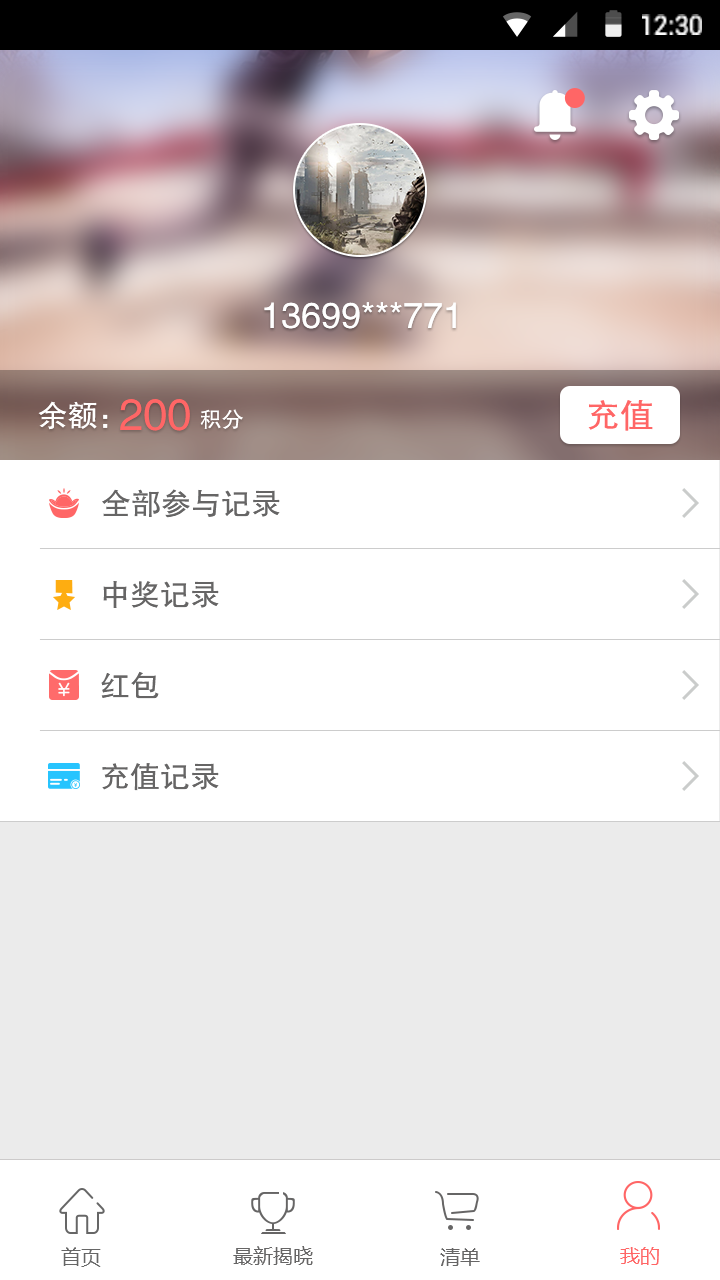 12:30
13699***771
余额: 200 积分
充值
全部参与记录
中奖记录
红包
充值记录
首页
最新揭晓
清单
我的